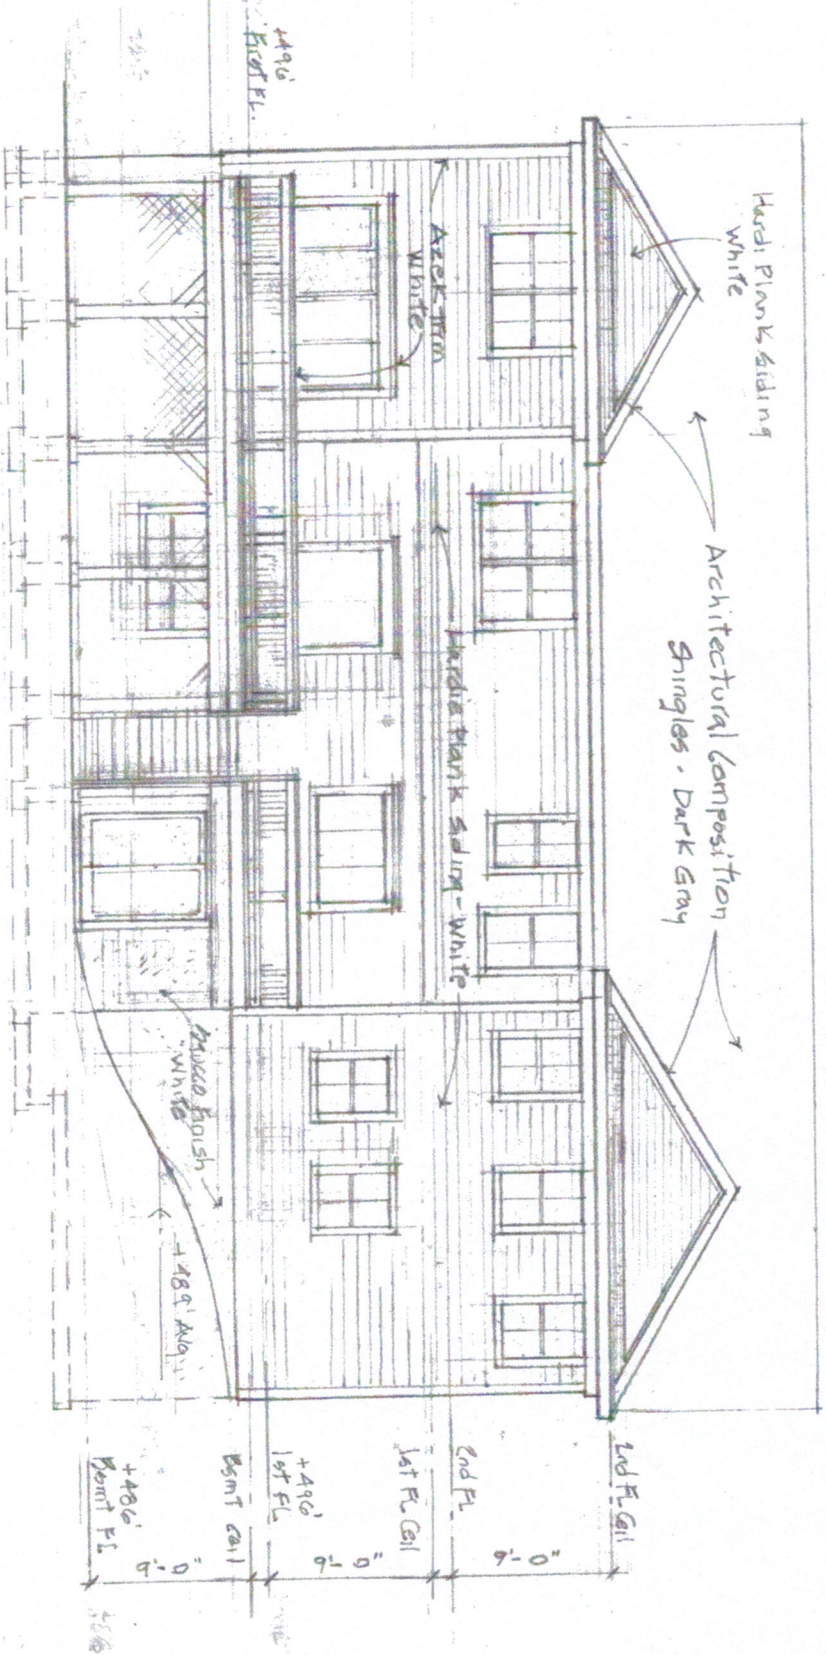 Hardi Plank Siding
White
Architectural Composition
Shingles - Dark Gray
Azek Trim
White
Hardie Plank Siding - White
Stucco Finish
"White"
+489' AVG
+496'
First FL.
2nd FL Ceil
9'-0"
2nd FL
1st FL Ceil
9'-0"
+496'
1st FL
Bsmt Ceil
9'-0"
+486'
Bsmt FL